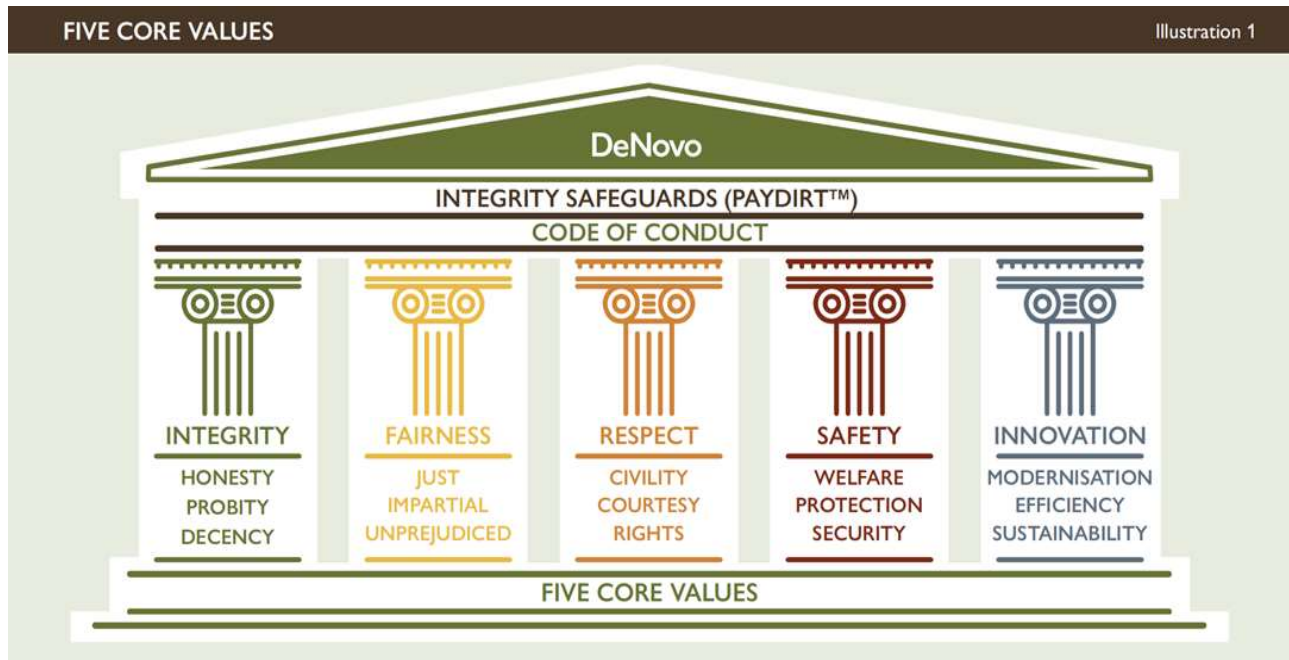 FIVE CORE VALUES
Illustration 1
DeNovo
INTEGRITY SAFEGUARDS (PAYDIRT™)
CODE OF CONDUCT
INTEGRITY
HONESTY
PROBITY
DECENCY
FAIRNESS
JUST
IMPARTIAL
UNPREJUDICED
RESPECT
CIVILITY
COURTESY
RIGHTS
SAFETY
WELFARE
PROTECTION
SECURITY
INNOVATION
MODERNISATION
EFFICIENCY
SUSTAINABILITY
FIVE CORE VALUES